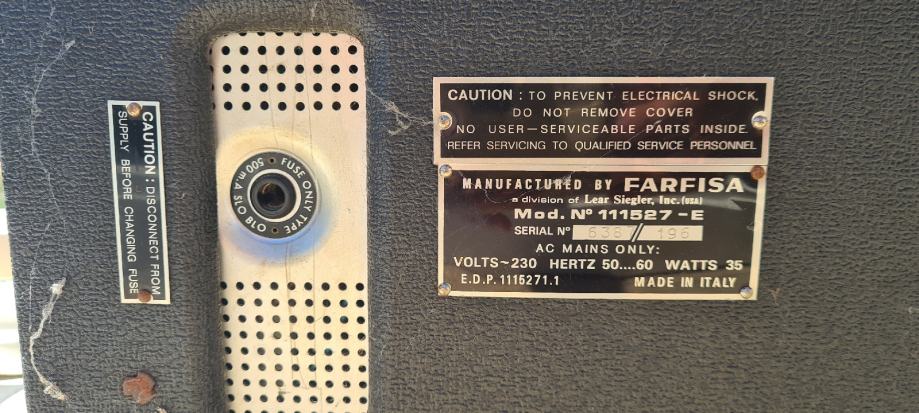 CAUTION : DISCONNECT FROM
SUPPLY BEFORE CHANGING FUSE
FUSE ONLY TYPE
500 m.A SLO 218
CAUTION : TO PREVENT ELECTRICAL SHOCK,
DO NOT REMOVE COVER
NO USER-SERVICEABLE PARTS INSIDE.
REFER SERVICING TO QUALIFIED SERVICE PERSONNEL
MANUFACTURED BY FARFISA
a division of Lear Siegler, Inc. (USA)
Mod. Nº 111527-E
SERIAL Nº 638 // 196
AC MAINS ONLY:
VOLTS~230 HERTZ 50....60 WATTS 35
E.D.P. 1115271.1 MADE IN ITALY